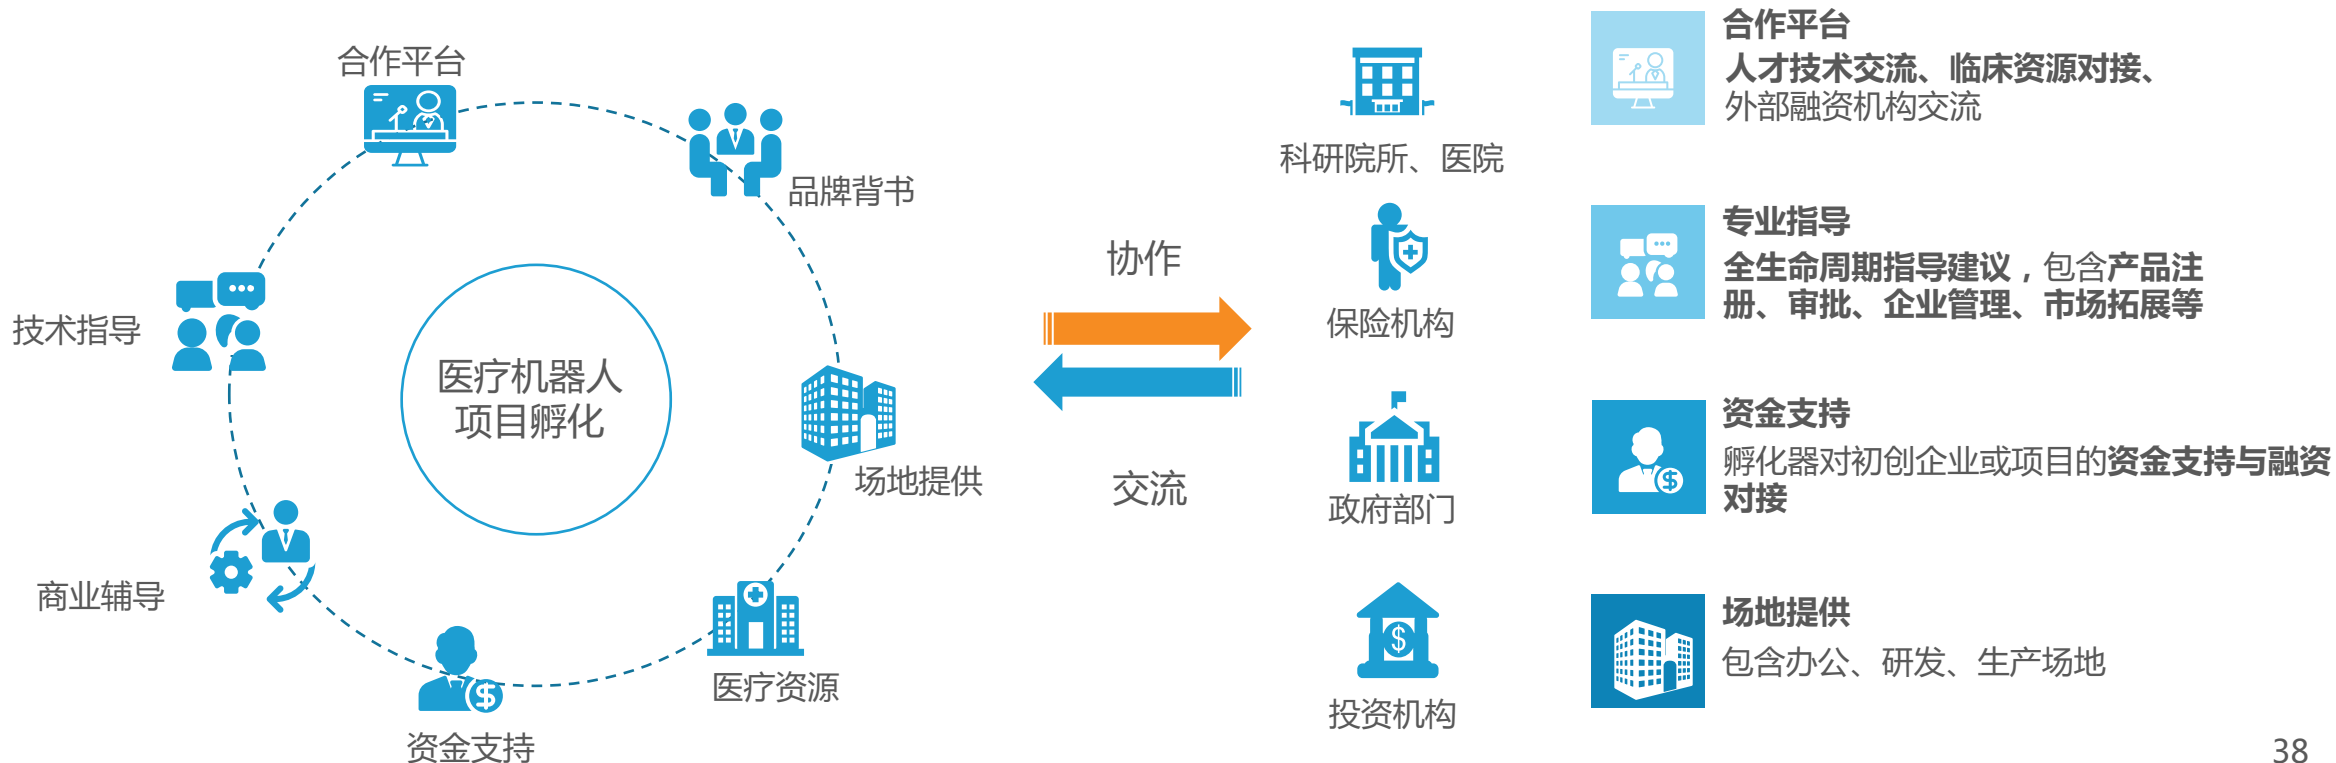 合作平台
品牌背书
技术指导
医疗机器人
项目孵化
场地提供
商业辅导
医疗资源
资金支持
协作
交流
科研院所、医院
保险机构
政府部门
投资机构
合作平台
人才技术交流、临床资源对接、
外部融资机构交流
专业指导
全生命周期指导建议，包含产品注
册、审批、企业管理、市场拓展等
资金支持
孵化器对初创企业或项目的资金支持与融资
对接
场地提供
包含办公、研发、生产场地
38